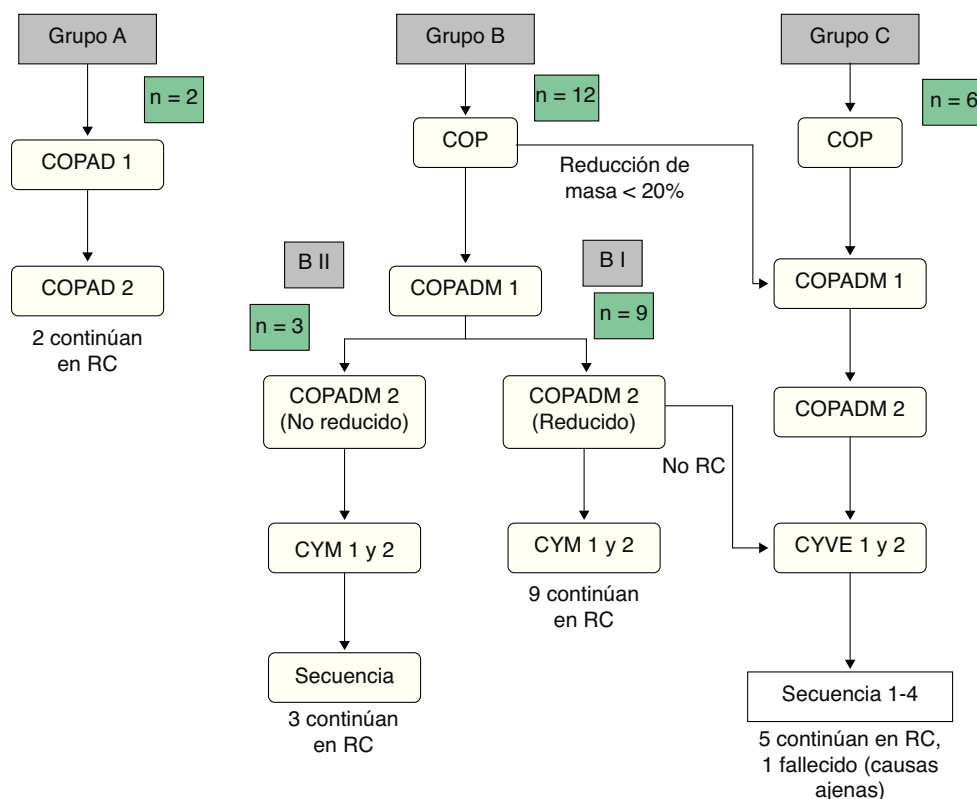 Grupo A
n = 2
COPAD 1
COPAD 2
2 continúan
en RC
Grupo B
n = 12
COP
Reducción de
masa < 20%
COPADM 1
B II
n = 3
B I
n = 9
COPADM 2
(No reducido)
CYM 1 y 2
Secuencia
3 continúan
en RC
COPADM 2
(Reducido)
No RC
CYM 1 y 2
9 continúan
en RC
Grupo C
n = 6
COP
COPADM 1
COPADM 2
CYVE 1 y 2
Secuencia 1-4
5 continúan en RC,
1 fallecido (causas
ajenas)